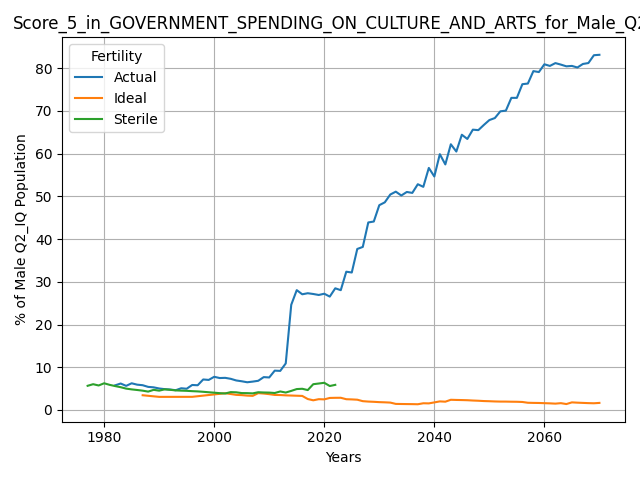 Score_5_in_GOVERNMENT_SPENDING_ON_CULTURE_AND_ARTS_for_Male_Q2
Fertility
Actual
Ideal
Sterile
% of Male Q2_IQ Population
80
70
60
50
40
30
20
10
0
1980 2000 2020 2040 2060
Years